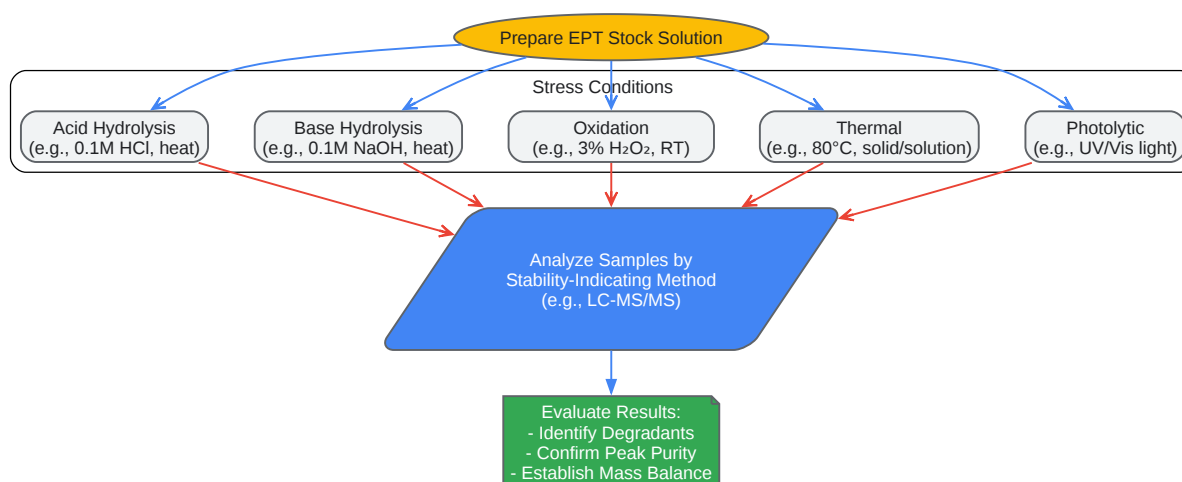 Prepare EPT Stock Solution
Stress Conditions
Acid Hydrolysis
(e.g., 0.1M HCl, heat)
Base Hydrolysis
(e.g., 0.1M NaOH, heat)
Oxidation
(e.g., 3% H₂O₂, RT)
Thermal
(e.g., 80°C, solid/solution)
Photolytic
(e.g., UV/Vis light)
Analyze Samples by
Stability-Indicating Method
(e.g., LC-MS/MS)
Evaluate Results:
- Identify Degradants
- Confirm Peak Purity
- Establish Mass Balance